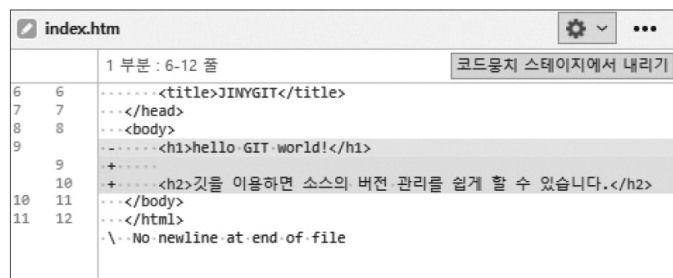 index.htm
1 부분 : 6-12 줄 코드뭉치 스테이지에서 내리기
6 6 <title>JINYGIT</title>
7 7 </head>
8 8 <body>
9 - <h1>hello GIT world!</h1>
9 +
10 + <h2>깃을 이용하면 소스의 버전 관리를 쉽게 할 수 있습니다.</h2>
10 11 </body>
11 12 </html>
\ No newline at end of file